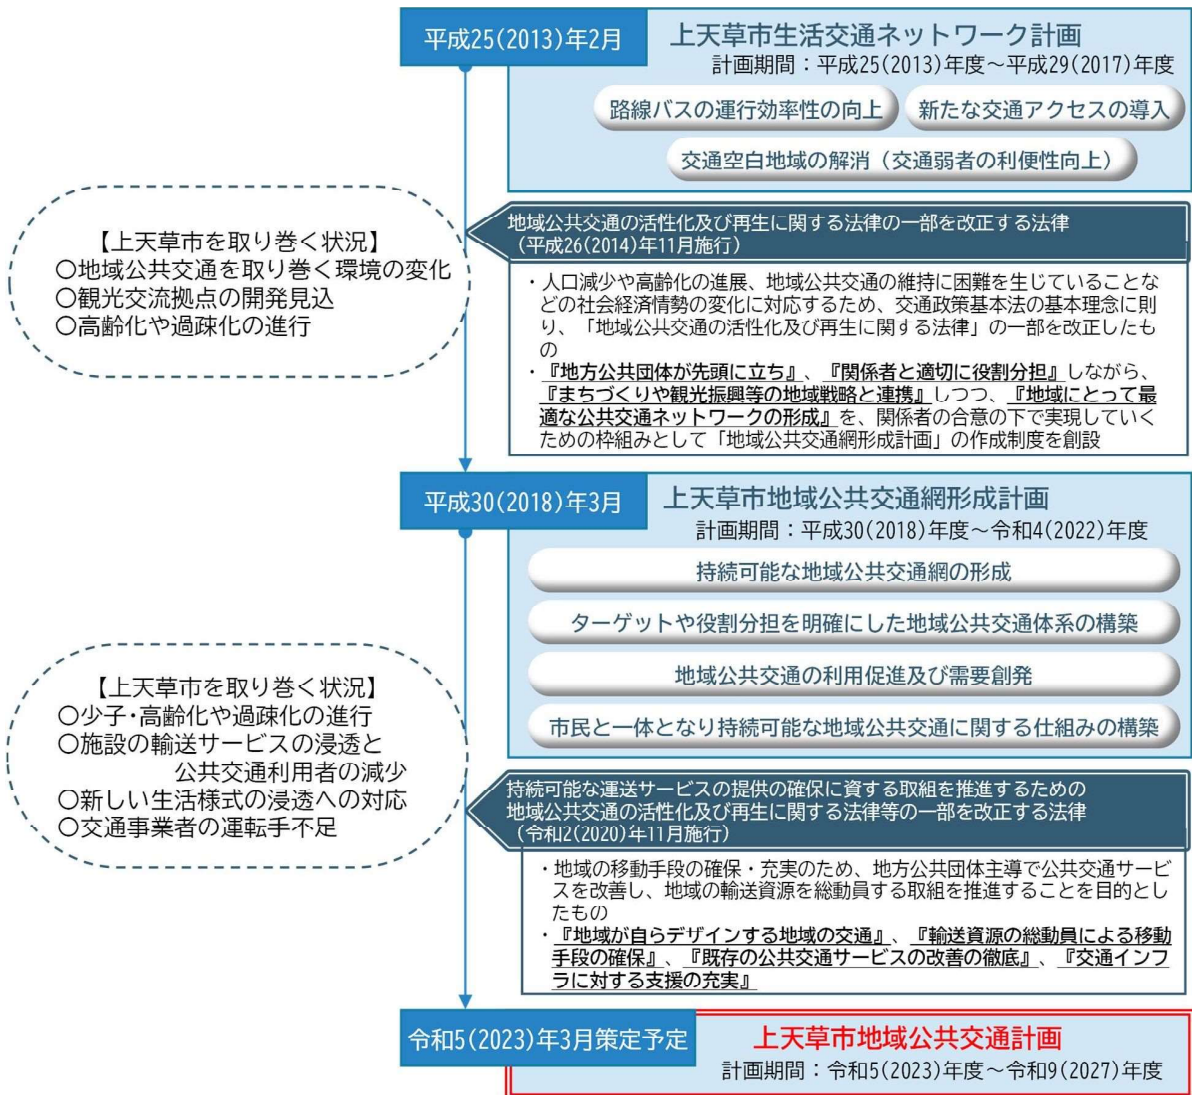 平成25(2013)年2月
上天草市生活交通ネットワーク計画
計画期間：平成25(2013)年度～平成29(2017)年度
路線バスの運行効率性の向上
新たな交通アクセスの導入
交通空白地域の解消（交通弱者の利便性向上）
【上天草市を取り巻く状況】
○地域公共交通を取り巻く環境の変化
○観光交流拠点の開発見込
○高齢化や過疎化の進行
地域公共交通の活性化及び再生に関する法律の一部を改正する法律
（平成26(2014)年11月施行）
・人口減少や高齢化の進展、地域公共交通の維持に困難を生じていることな
どの社会経済情勢の変化に対応するため、交通政策基本法の基本理念に則
り、「地域公共交通の活性化及び再生に関する法律」の一部を改正したも
の
・『地方公共団体が先頭に立ち』、『関係者と適切に役割分担』しながら、
『まちづくりや観光振興等の地域戦略と連携』しつつ、『地域にとって最
適な公共交通ネットワークの形成』を、関係者の合意の下で実現していく
ための枠組みとして「地域公共交通網形成計画」の作成制度を創設
平成30(2018)年3月
上天草市地域公共交通網形成計画
計画期間：平成30(2018)年度～令和4(2022)年度
持続可能な地域公共交通網の形成
ターゲットや役割分担を明確にした地域公共交通体系の構築
地域公共交通の利用促進及び需要創発
市民と一体となり持続可能な地域公共交通に関する仕組みの構築
【上天草市を取り巻く状況】
○少子・高齢化や過疎化の進行
○施設の輸送サービスの浸透と
公共交通利用者の減少
○新しい生活様式の浸透への対応
○交通事業者の運転手不足
持続可能な運送サービスの提供の確保に資する取組を推進するための
地域公共交通の活性化及び再生に関する法律等の一部を改正する法律
（令和2(2020)年11月施行）
・地域の移動手段の確保・充実のため、地方公共団体主導で公共交通サービ
スを改善し、地域の輸送資源を総動員する取組を推進することを目的とし
たもの
・『地域が自らデザインする地域の交通』、『輸送資源の総動員による移動
手段の確保』、『既存の公共交通サービスの改善の徹底』、『交通インフ
ラに対する支援の充実』
令和5(2023)年3月策定予定
上天草市地域公共交通計画
計画期間：令和5(2023)年度～令和9(2027)年度